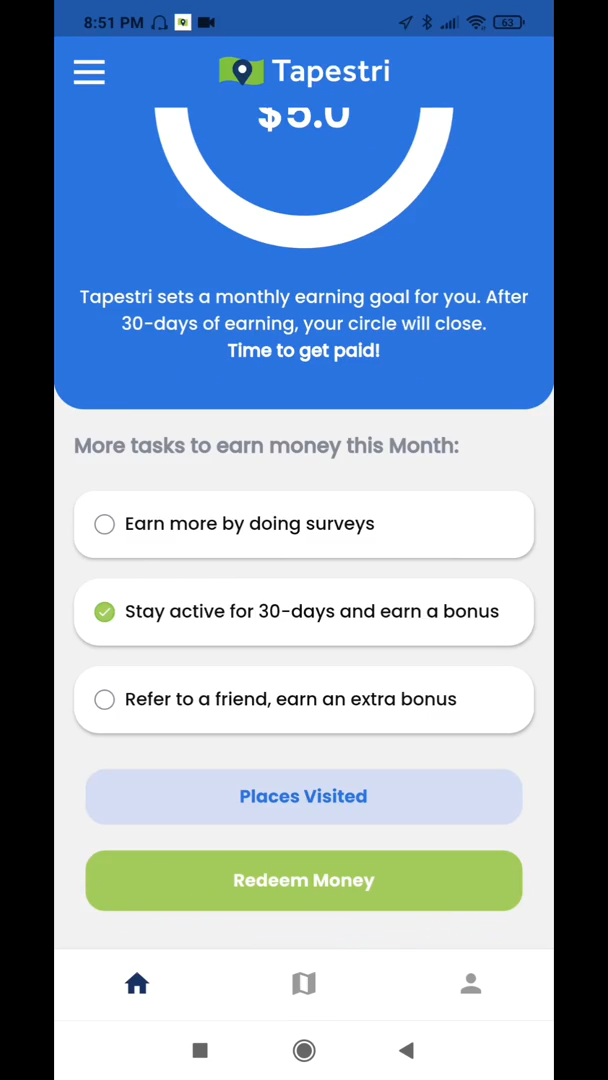 8:51 PM
63
Tapestri
$5.0
Tapestri sets a monthly earning goal for you. After
30-days of earning, your circle will close.
Time to get paid!
More tasks to earn money this Month:
Earn more by doing surveys
Stay active for 30-days and earn a bonus
Refer to a friend, earn an extra bonus
Places Visited
Redeem Money